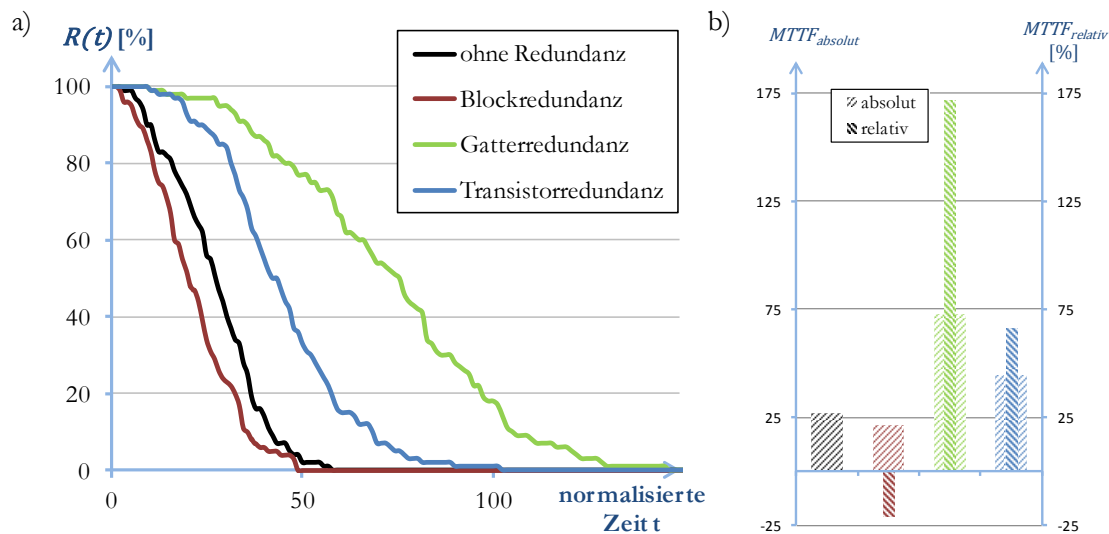 a)
R(t) [%]
100
80
60
40
20
0
0
50
100
normalisierte
Zeit t
ohne Redundanz
Blockredundanz
Gatterredundanz
Transistorredundanz
b)
MTTFabsolut
MTTFrelativ
[%]
175
125
75
25
-25
absolut
relativ
175
125
75
25
-25